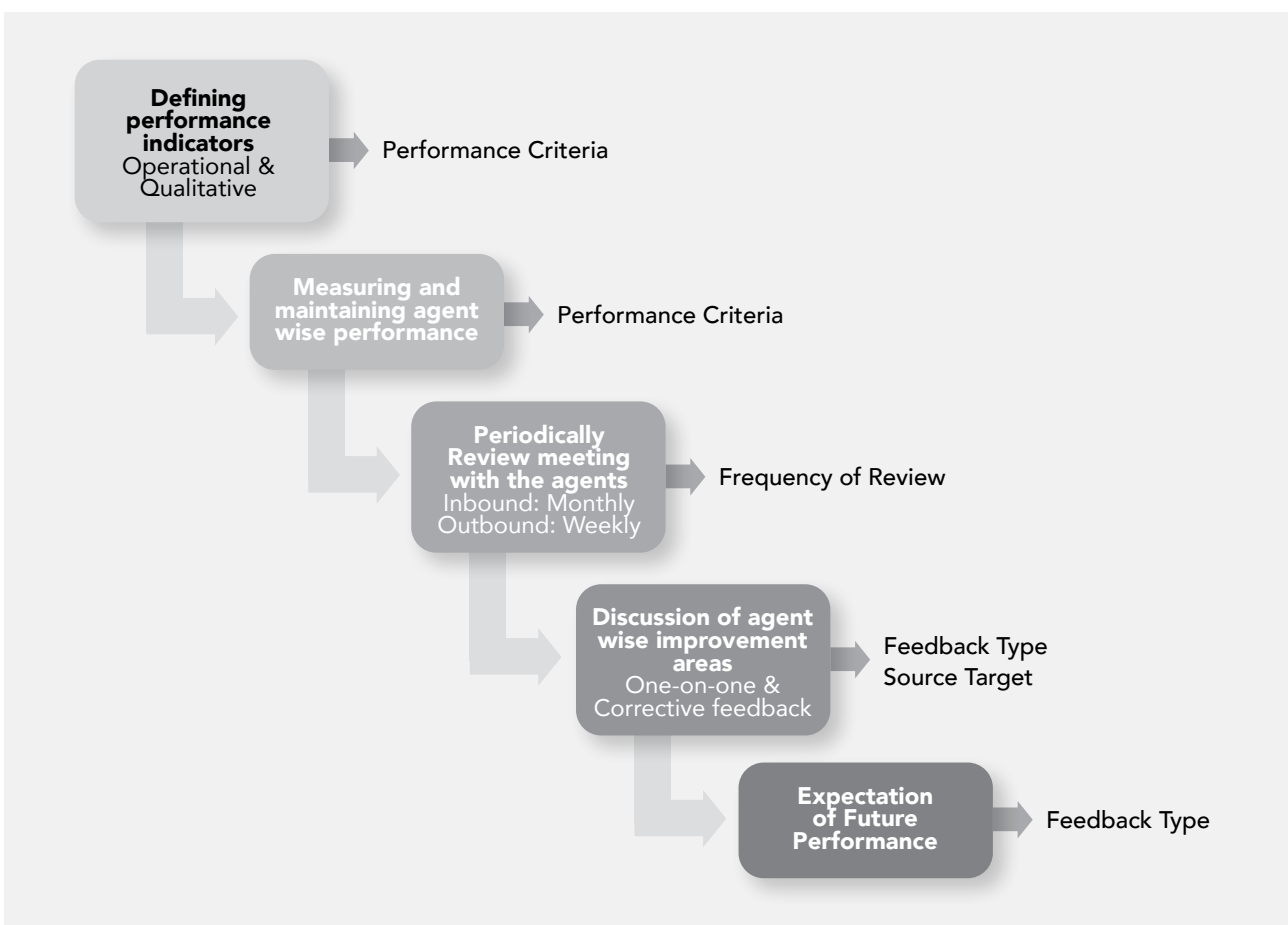 Defining
performance
indicators
Operational &
Qualitative
Performance Criteria
Measuring and
maintaining agent
wise performance
Performance Criteria
Periodically
Review meeting
with the agents
Inbound: Monthly
Outbound: Weekly
Frequency of Review
Discussion of agent
wise improvement
areas
One-on-one &
Corrective feedback
Feedback Type
Source Target
Expectation
of Future
Performance
Feedback Type